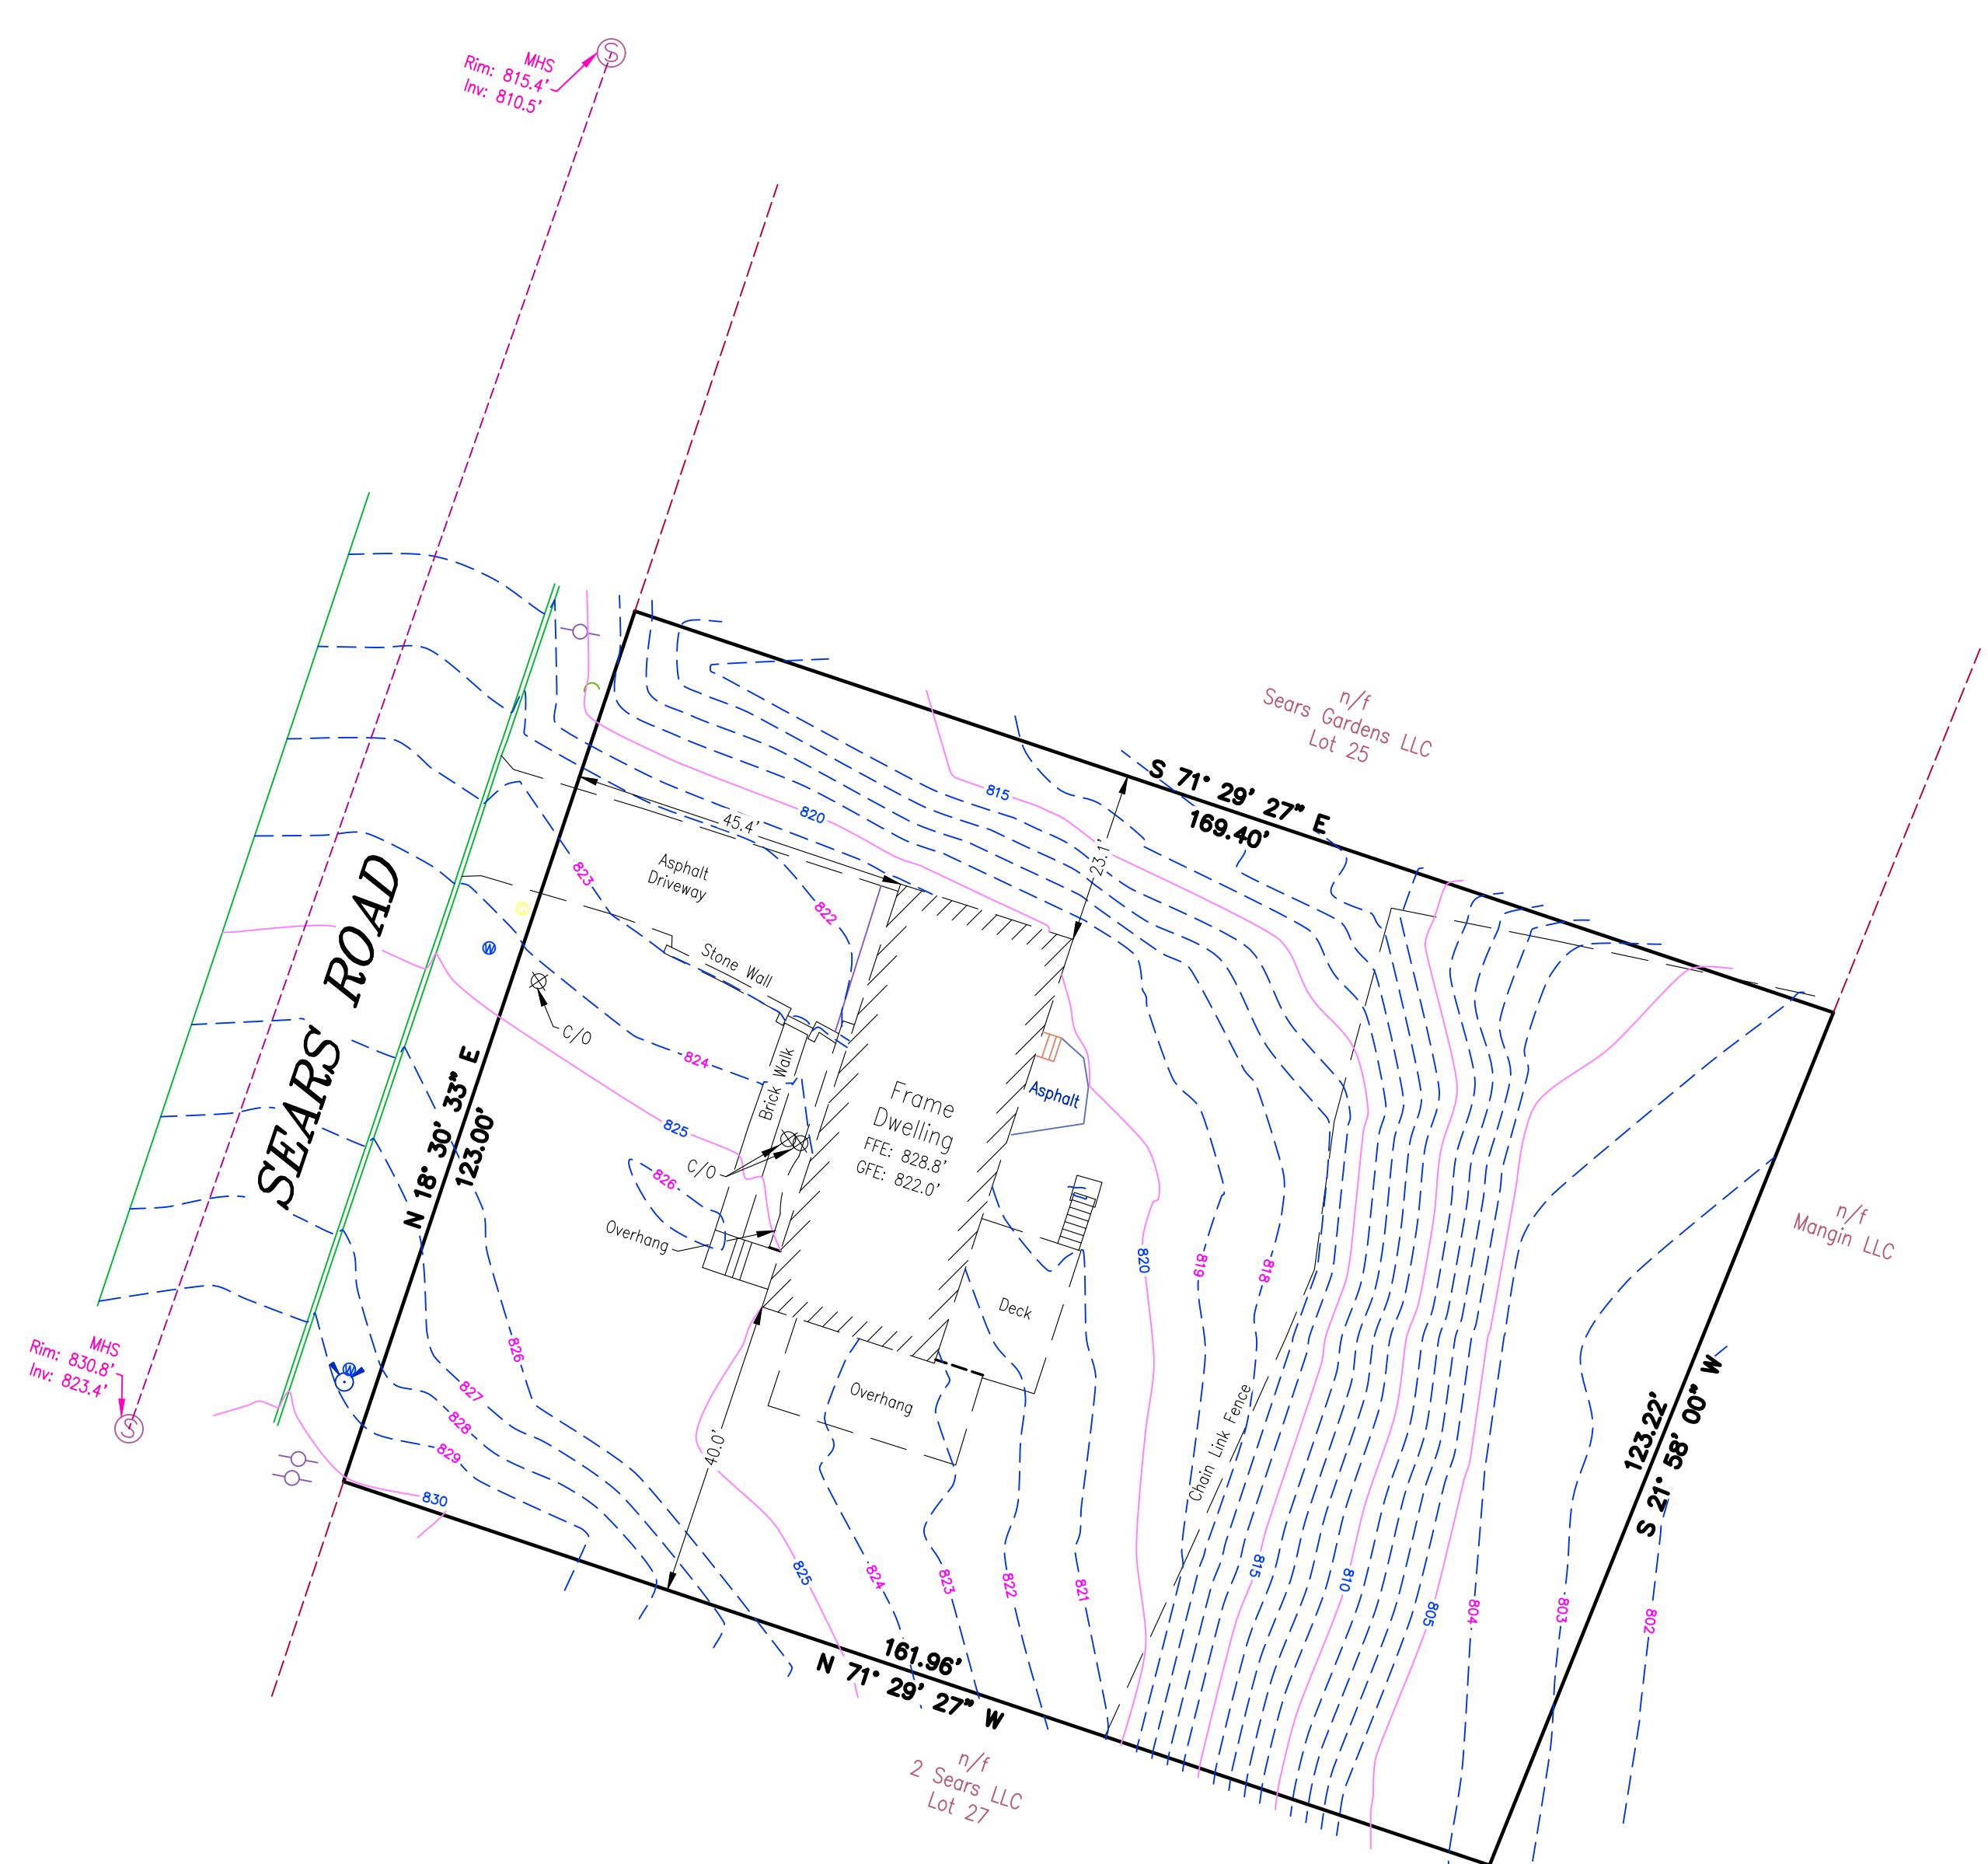 MHS
Rim: 815.4'
Inv: 810.5'
S
n/f
Sears Gardens LLC
Lot 25
S 71° 29' 27" E
169.40'
815
820
45.4'
23.1'
Asphalt
Driveway
823
822
G
W
Stone Wall
C/O
SEARS ROAD
N 18° 30' 33" E
123.00'
824
Brick Walk
825
Frame
Dwelling
FFE: 828.8'
GFE: 822.0'
Asphalt
C/O
826
Overhang
n/f
Mangin LLC
820
819
818
Deck
MHS
Rim: 830.8'
Inv: 823.4'
S
W
826
827
828
829
830
Overhang
40.0'
Chain Link Fence
123.22'
S 21° 58' 00" W
825
824
823
822
821
815
810
805
804
803
802
161.96'
N 71° 29' 27" W
n/f
2 Sears LLC
Lot 27